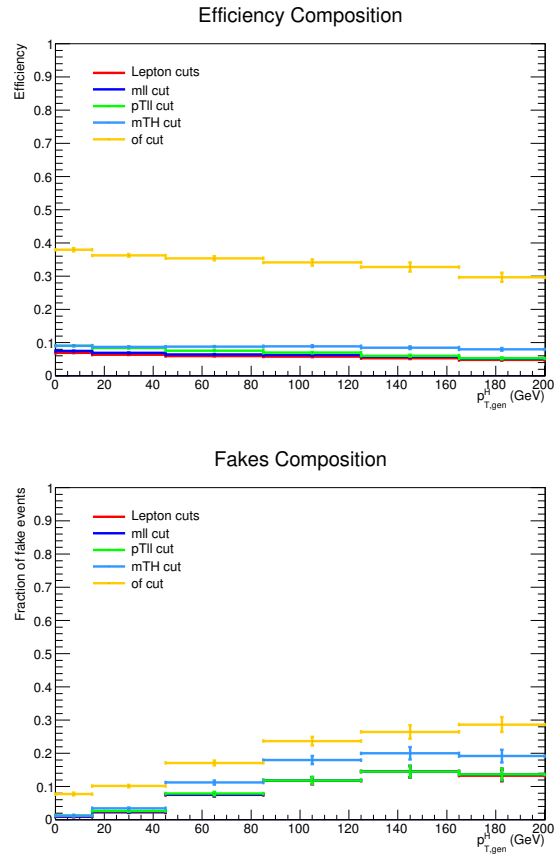 Efficiency Composition
Efficiency
1
0.9
0.8
0.7
0.6
0.5
0.4
0.3
0.2
0.1
0
Lepton cuts
mll cut
pTll cut
mTH cut
of cut
0 20 40 60 80 100 120 140 160 180 200
p^H_T,gen (GeV)
Fakes Composition
Fraction of fake events
1
0.9
0.8
0.7
0.6
0.5
0.4
0.3
0.2
0.1
0
Lepton cuts
mll cut
pTll cut
mTH cut
of cut
0 20 40 60 80 100 120 140 160 180 200
p^H_T,gen (GeV)